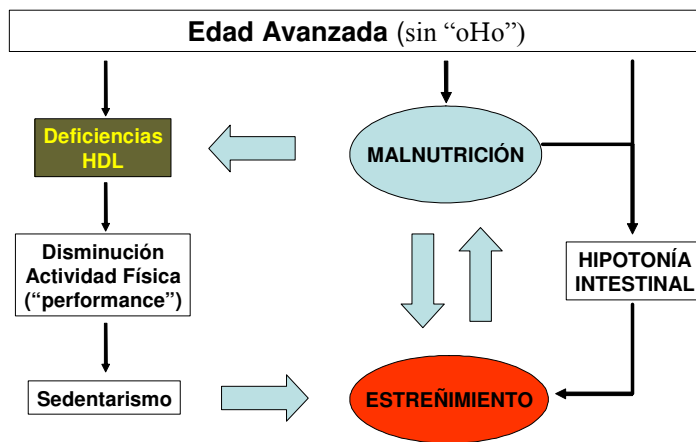 Edad Avanzada (sin “oHo”)
Deficiencias
HDL
MALNUTRICIÓN
Disminución
Actividad Física
(“performance”)
HIPOTONÍA
INTESTINAL
Sedentarismo
ESTREÑIMIENTO